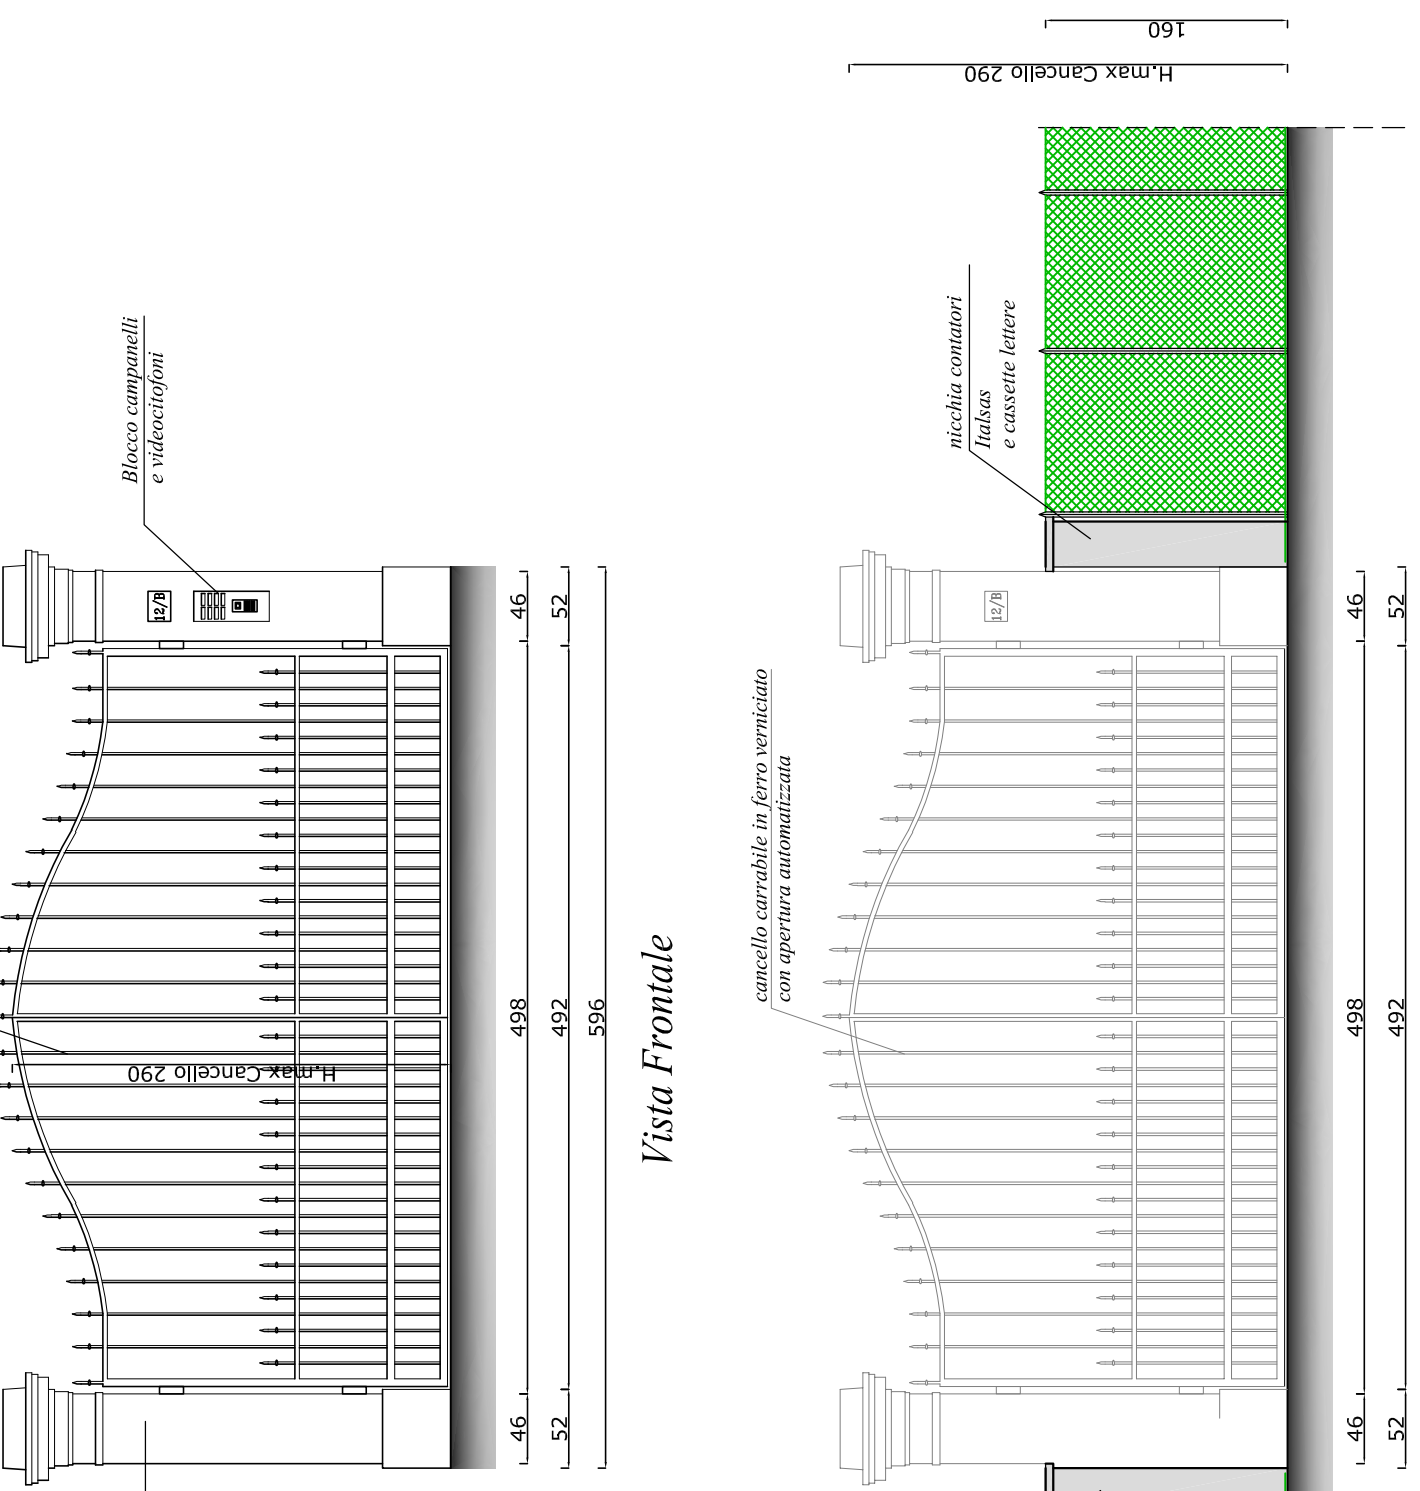 Blocco campanelli
e videocitofoni
12/B
H.max Cancello 290
46
498
46
52
492
52
596
Vista Frontale
160
H.max Cancello 290
nicchia contatori
Italsas
e cassette lettere
cancello carrabile in ferro verniciato
con apertura automatizzata
12/B
46
498
46
52
492
52